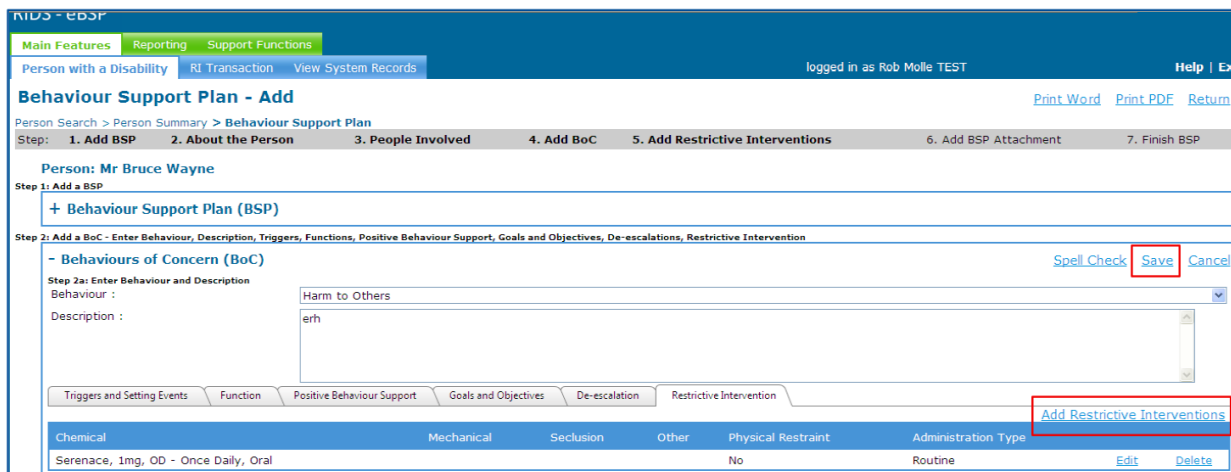 RIDS - eBSP
Main Features Reporting Support Functions
Person with a Disability RI Transaction View System Records logged in as Rob Molle TEST Help | Ex
Behaviour Support Plan - Add Print Word Print PDF Return
Person Search > Person Summary > Behaviour Support Plan
Step: 1. Add BSP 2. About the Person 3. People Involved 4. Add BoC 5. Add Restrictive Interventions 6. Add BSP Attachment 7. Finish BSP
Person: Mr Bruce Wayne
Step 1: Add a BSP
+ Behaviour Support Plan (BSP)
Step 2: Add a BoC - Enter Behaviour, Description, Triggers, Functions, Positive Behaviour Support, Goals and Objectives, De-escalations, Restrictive Intervention
- Behaviours of Concern (BoC) Spell Check Save Cancel
Step 2a: Enter Behaviour and Description
Behaviour : Harm to Others
Description : erh
Triggers and Setting Events Function Positive Behaviour Support Goals and Objectives De-escalation Restrictive Intervention
Add Restrictive Interventions
Chemical Mechanical Seclusion Other Physical Restraint Administration Type
Serenace, 1mg, OD - Once Daily, Oral No Routine Edit Delete